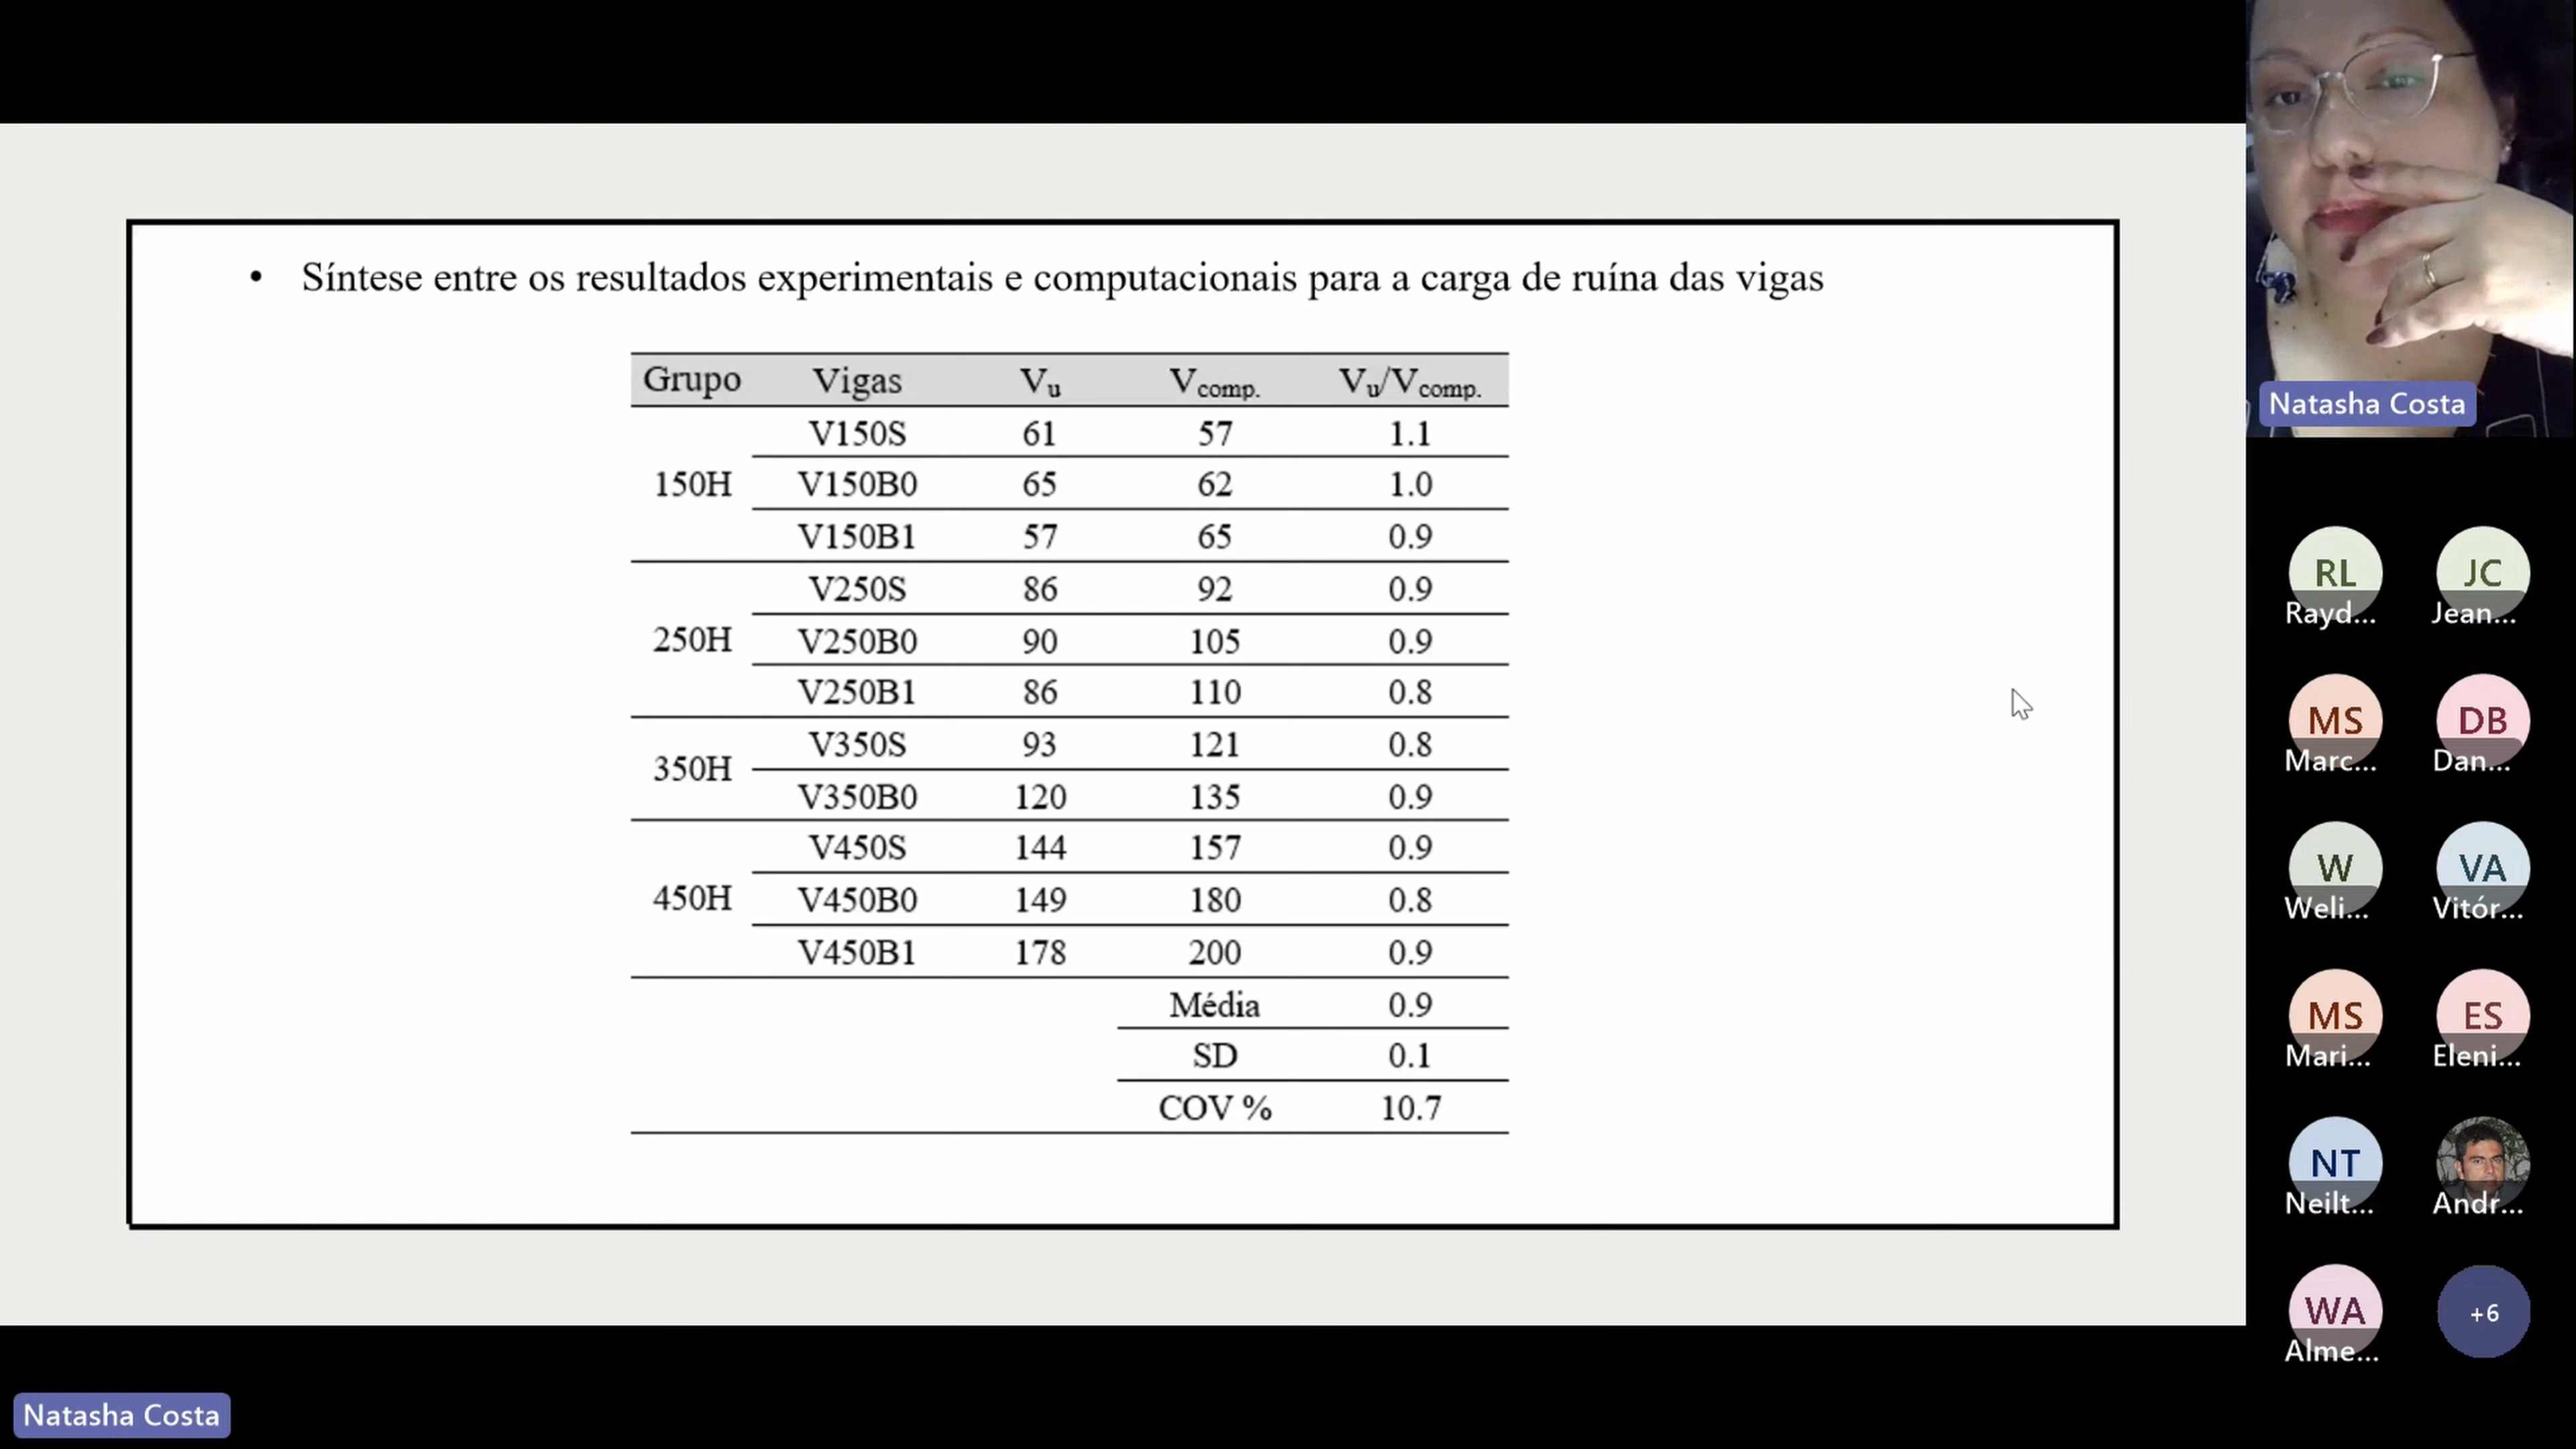 • Síntese entre os resultados experimentais e computacionais para a carga de ruína das vigas
Grupo Vigas Vu Vcomp. Vu/Vcomp.
V150S 61 57 1.1
150H V150B0 65 62 1.0
V150B1 57 65 0.9
V250S 86 92 0.9
250H V250B0 90 105 0.9
V250B1 86 110 0.8
350H V350S 93 121 0.8
V350B0 120 135 0.9
V450S 144 157 0.9
450H V450B0 149 180 0.8
V450B1 178 200 0.9
Média 0.9
SD 0.1
COV % 10.7
Natasha Costa
RL JC
Rayd... Jean...
MS DB
Marc... Dan...
W VA
Weli... Vitór...
MS ES
Mari... Eleni...
NT
Neilt... Andr...
WA +6
Alme...
Natasha Costa